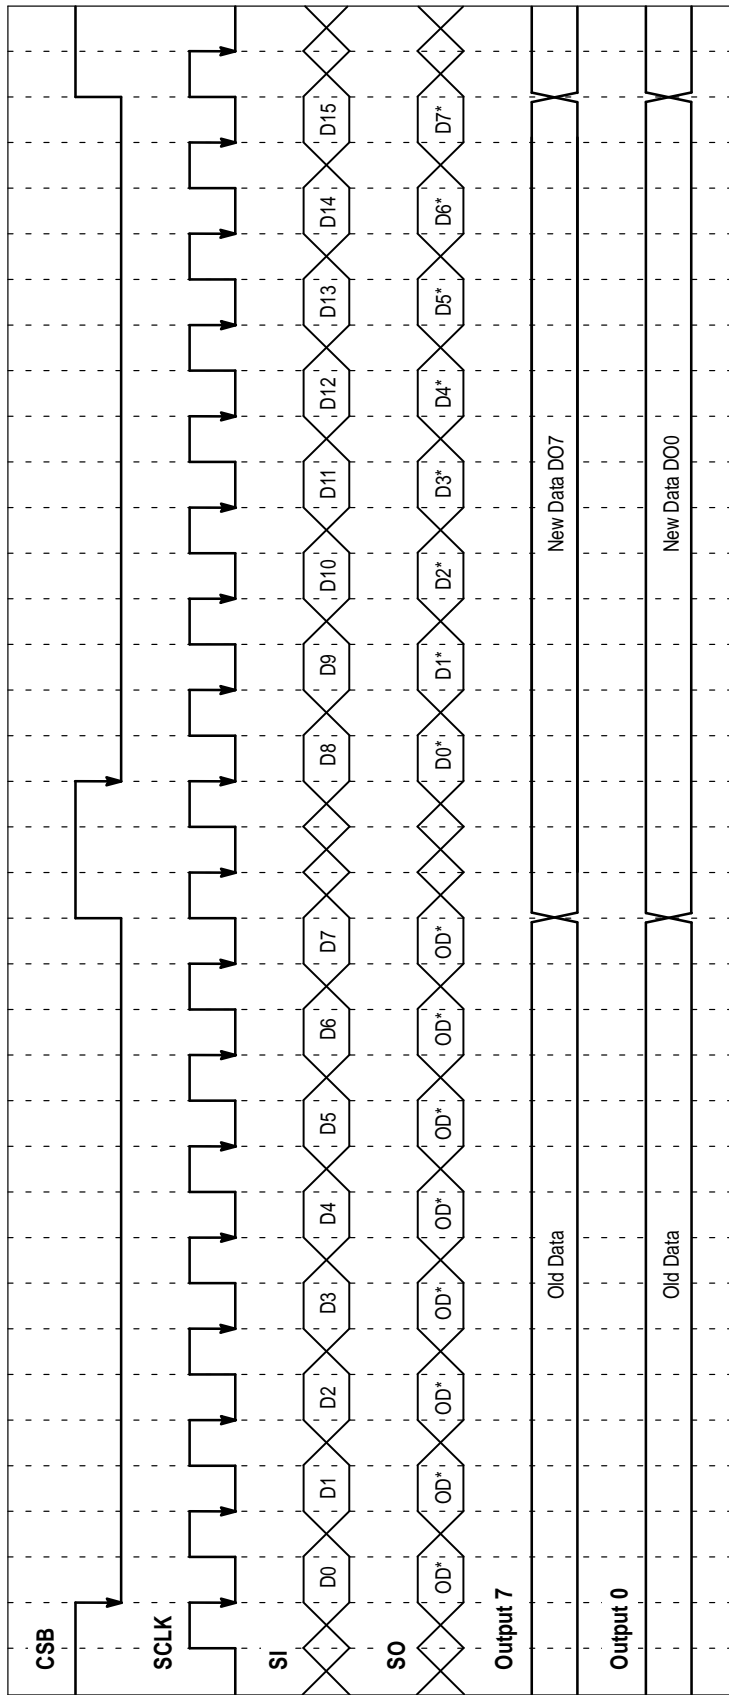 CSB
SCLK
SI
D0 D1 D2 D3 D4 D5 D6 D7 D8 D9 D10 D11 D12 D13 D14 D15
SO
OD* OD* OD* OD* OD* OD* OD* OD* D0* D1* D2* D3* D4* D5* D6* D7*
Output 7
Old Data New Data DO7
Output 0
Old Data New Data DO0